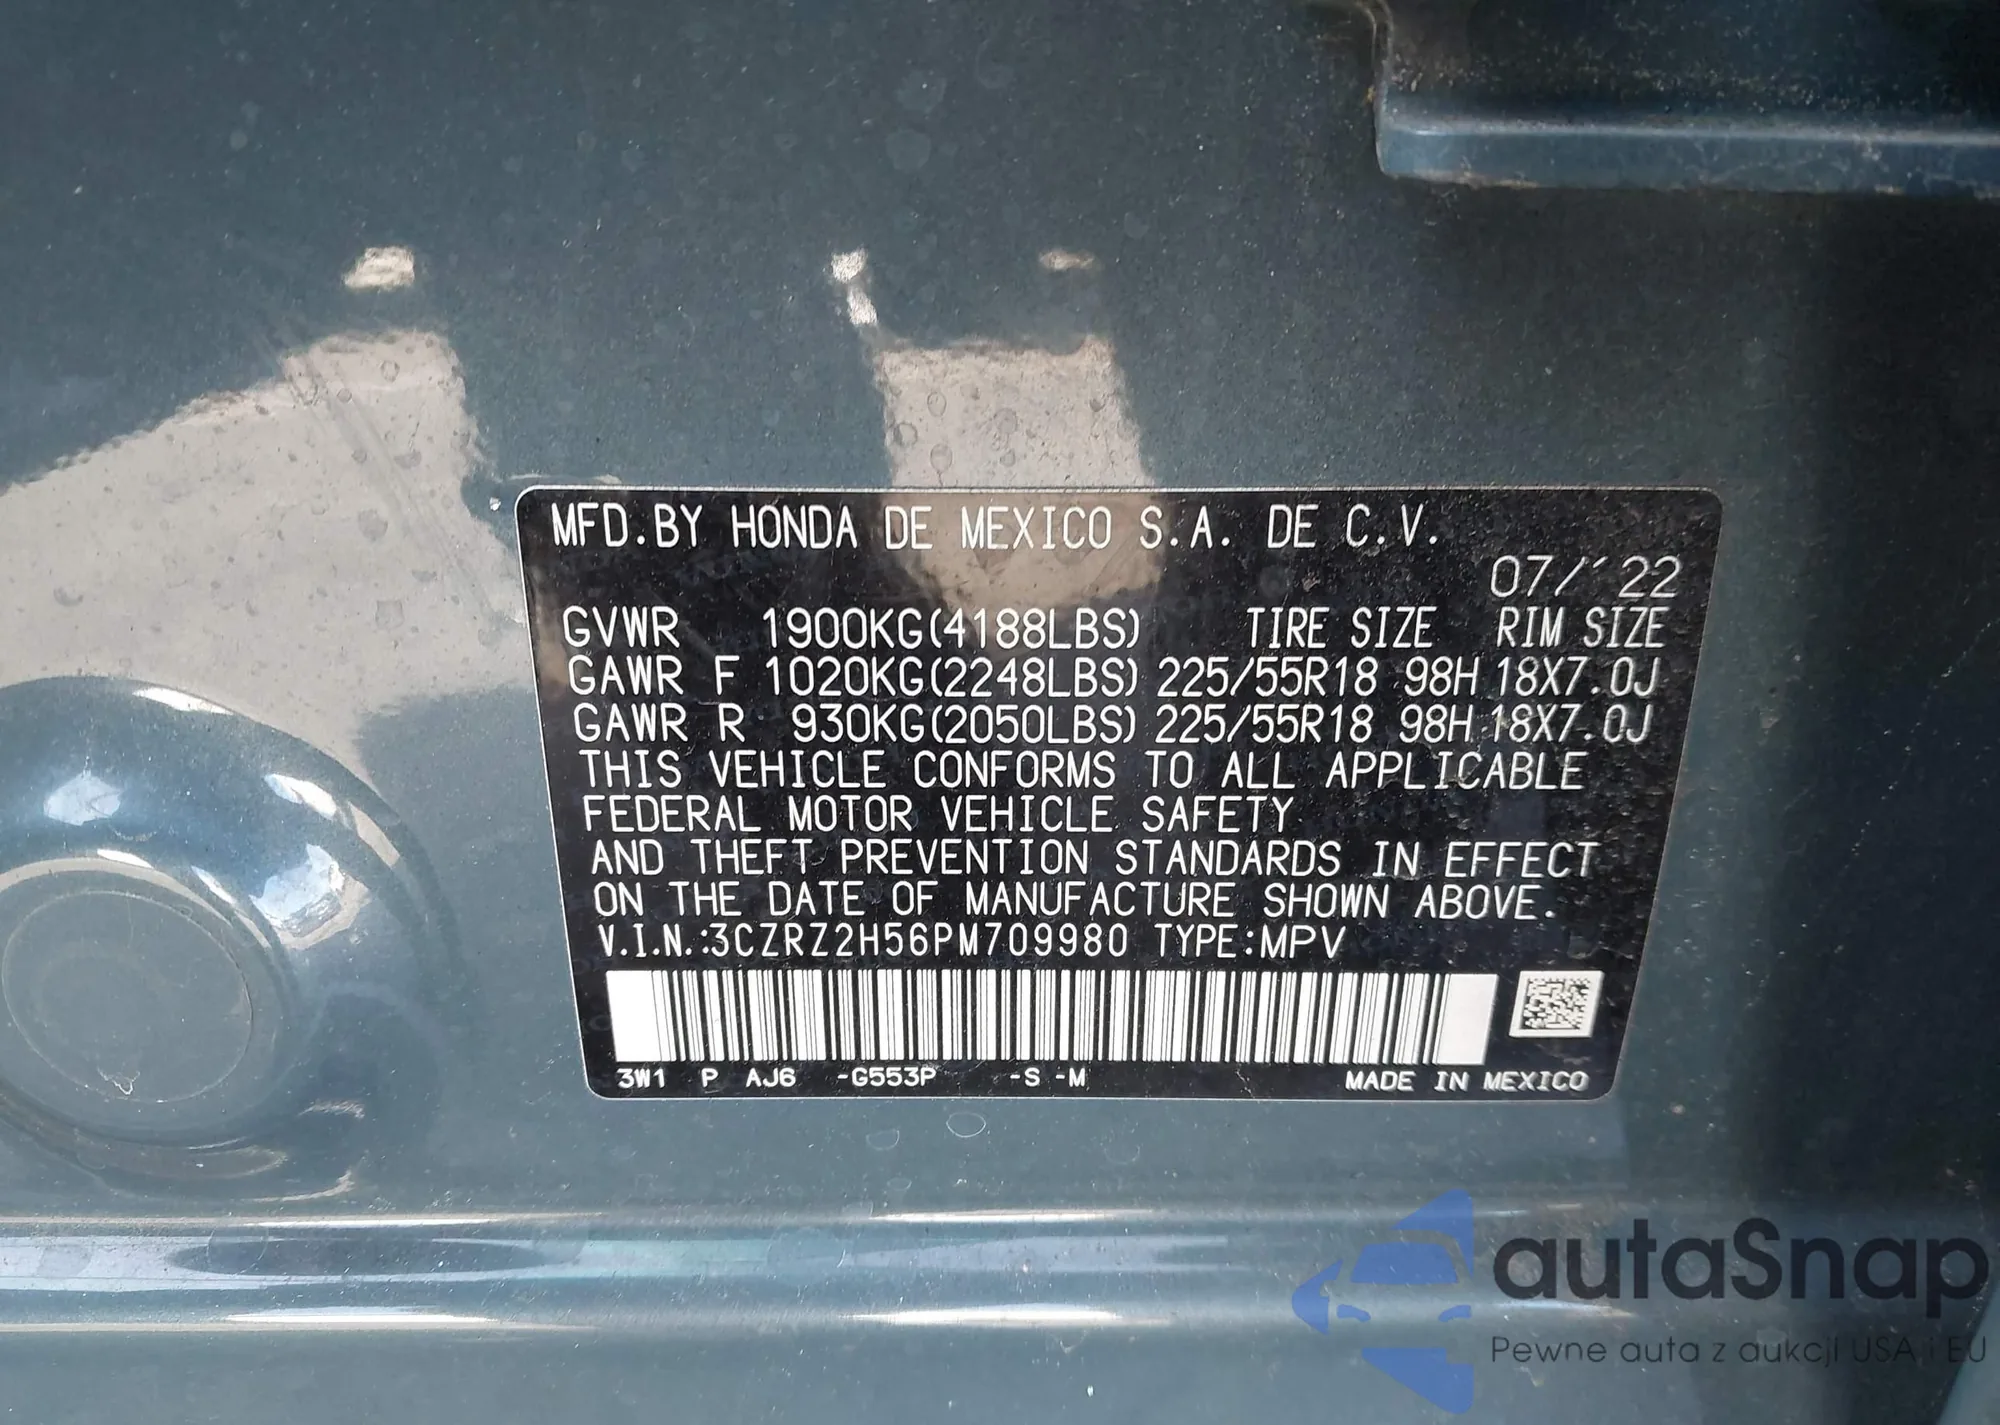 MFD.BY HONDA DE MEXICO S.A. DE C.V.
07/´22
GVWR 1900KG(4188LBS) TIRE SIZE RIM SIZE
GAWR F 1020KG(2248LBS) 225/55R18 98H 18X7.0J
GAWR R 930KG(2050LBS) 225/55R18 98H 18X7.0J
THIS VEHICLE CONFORMS TO ALL APPLICABLE
FEDERAL MOTOR VEHICLE SAFETY
AND THEFT PREVENTION STANDARDS IN EFFECT
ON THE DATE OF MANUFACTURE SHOWN ABOVE.
V.I.N.:3CZRZ2H56PM709980 TYPE:MPV
3W1 P AJ6 -G553P -S -M MADE IN MEXICO
autaSnap
Pewne auta z aukcji USA i EU